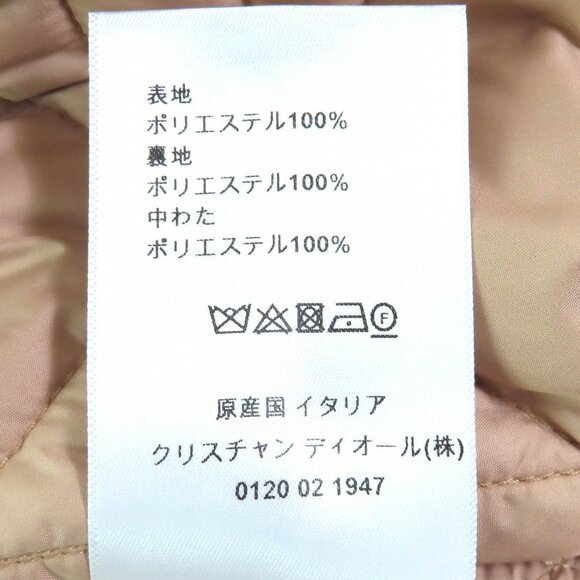 表地
ポリエステル100%
裏地
ポリエステル100%
中わた
ポリエステル100%
F
原産国 イタリア
クリスチャン ディオール(株)
0120 02 1947